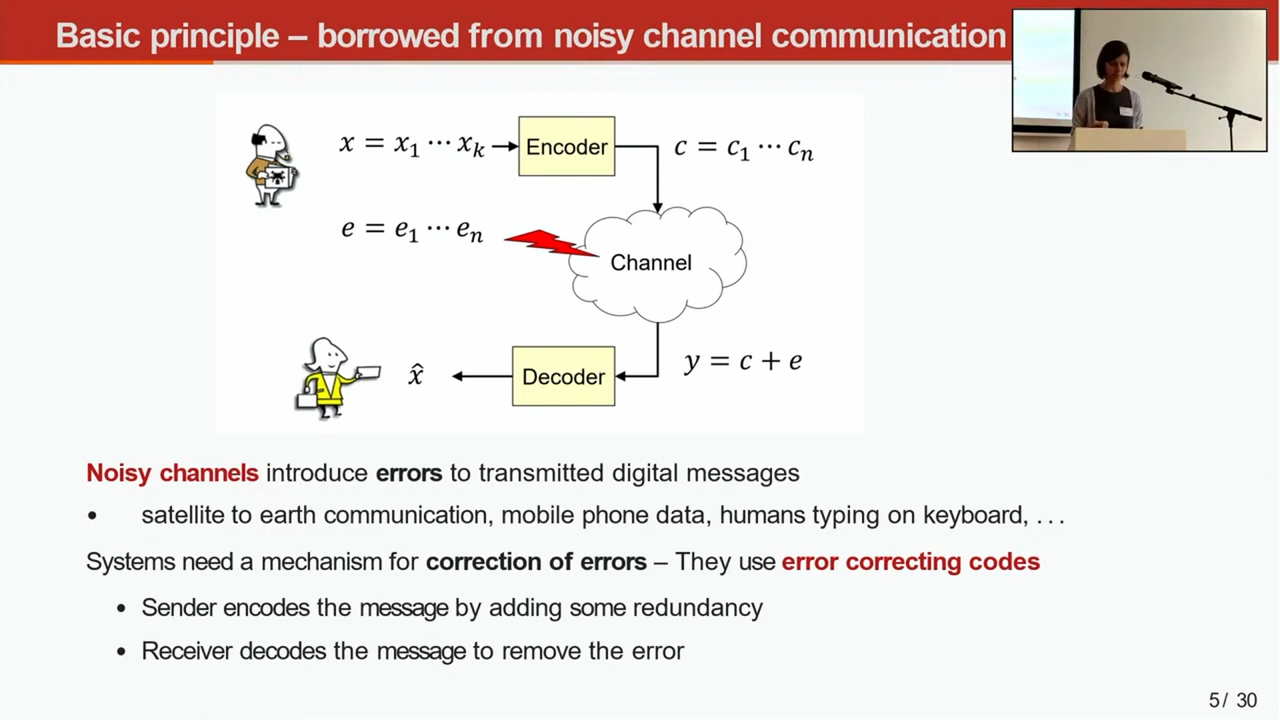 Basic principle – borrowed from noisy channel communication
x = x₁ ⋯ xₖ
Encoder
c = c₁ ⋯ cₙ
e = e₁ ⋯ eₙ
Channel
x̂
Decoder
y = c + e
Noisy channels introduce errors to transmitted digital messages
• satellite to earth communication, mobile phone data, humans typing on keyboard, . . .
Systems need a mechanism for correction of errors – They use error correcting codes
• Sender encodes the message by adding some redundancy
• Receiver decodes the message to remove the error
5/ 30